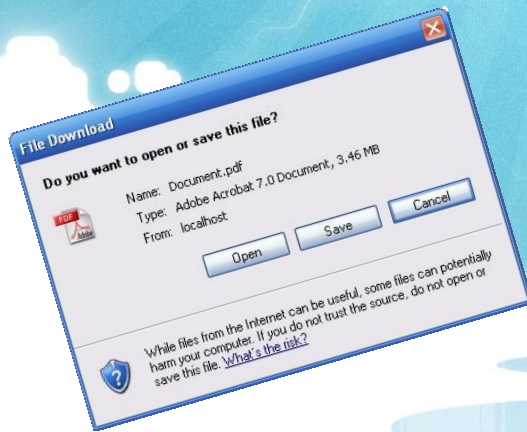 File Download
Do you want to open or save this file?
Name: Document.pdf
Type: Adobe Acrobat 7.0 Document, 3.46 MB
From: localhost
Open Save Cancel
PDF
Adobe
While files from the Internet can be useful, some files can potentially
harm your computer. If you do not trust the source, do not open or
save this file. What's the risk?